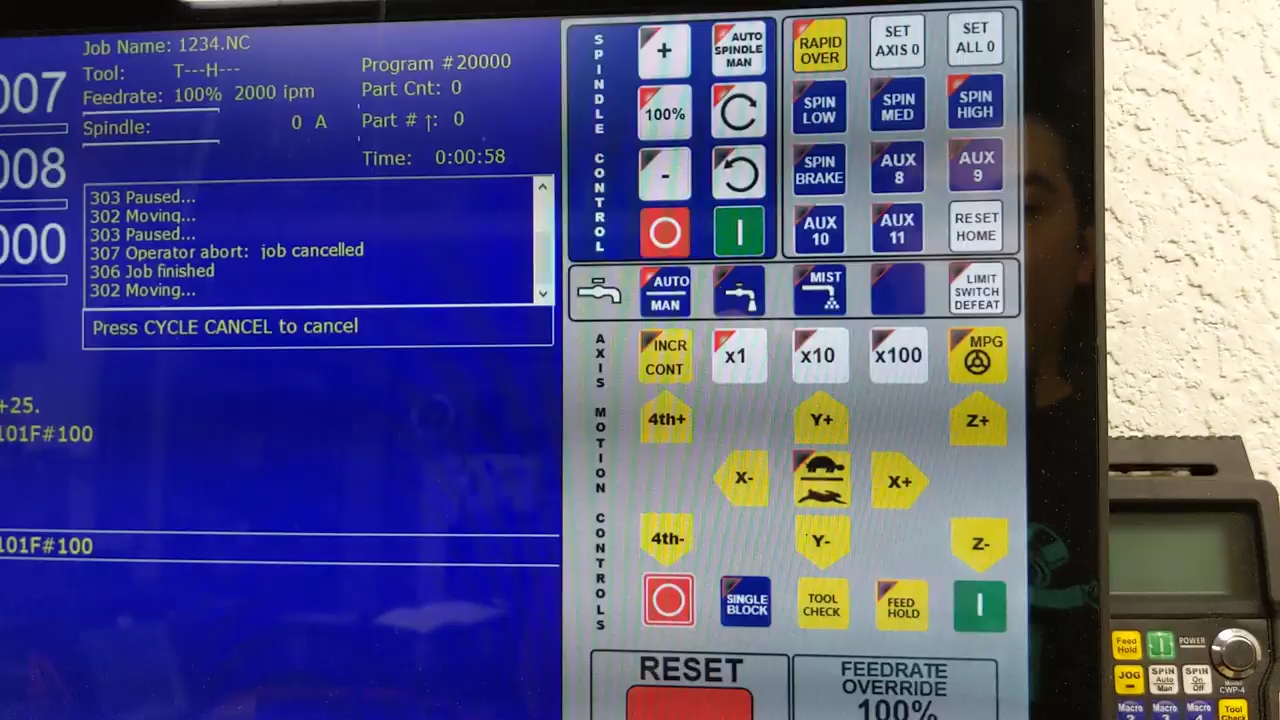 007
008
000
Job Name: 1234.NC
Tool: T---H---
Feedrate: 100% 2000 ipm
Spindle: 0 A
Program #20000
Part Cnt: 0
Part # ↑: 0
Time: 0:00:58
303 Paused...
302 Moving...
303 Paused...
307 Operator abort: job cancelled
306 Job finished
302 Moving...
Press CYCLE CANCEL to cancel
+25.
101F#100
101F#100
SPINDLE CONTROL
+
AUTO
SPINDLE
MAN
RAPID
OVER
SET
AXIS 0
SET
ALL 0
100%
SPIN
LOW
SPIN
MED
SPIN
HIGH
-
SPIN
BRAKE
AUX
8
AUX
9
AUX
10
AUX
11
RESET
HOME
AUTO
MAN
MIST
LIMIT
SWITCH
DEFEAT
AXIS MOTION CONTROLS
INCR
CONT
x1
x10
x100
MPG
4th+
Y+
Z+
X-
X+
4th-
Y-
Z-
SINGLE
BLOCK
TOOL
CHECK
FEED
HOLD
RESET
FEEDRATE
OVERRIDE
100%
Feed
Hold
POWER
JOG
SPIN
Auto
Man
SPIN
On
Off
Model
CWP-4
Macro
Macro
Macro
Tool
Check